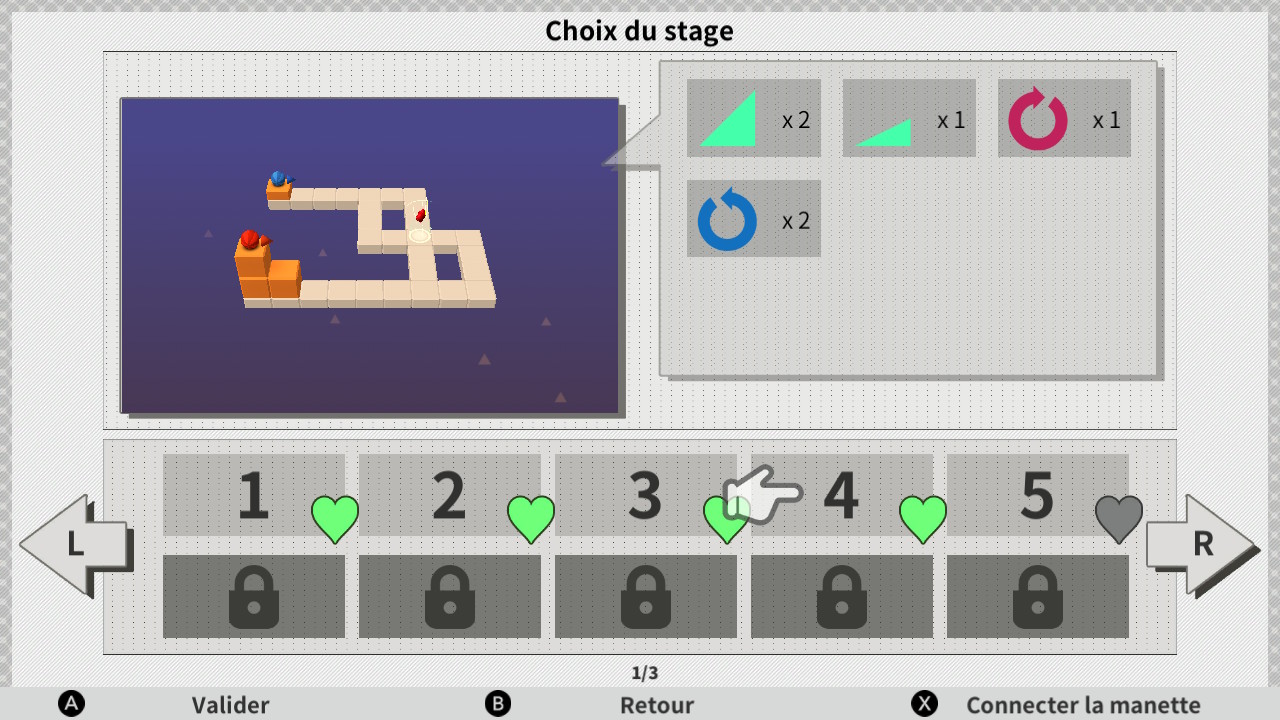 Choix du stage
x 2
x 1
x 1
x 2
1
2
3
4
5
L
R
1/3
A Valider
B Retour
X Connecter la manette